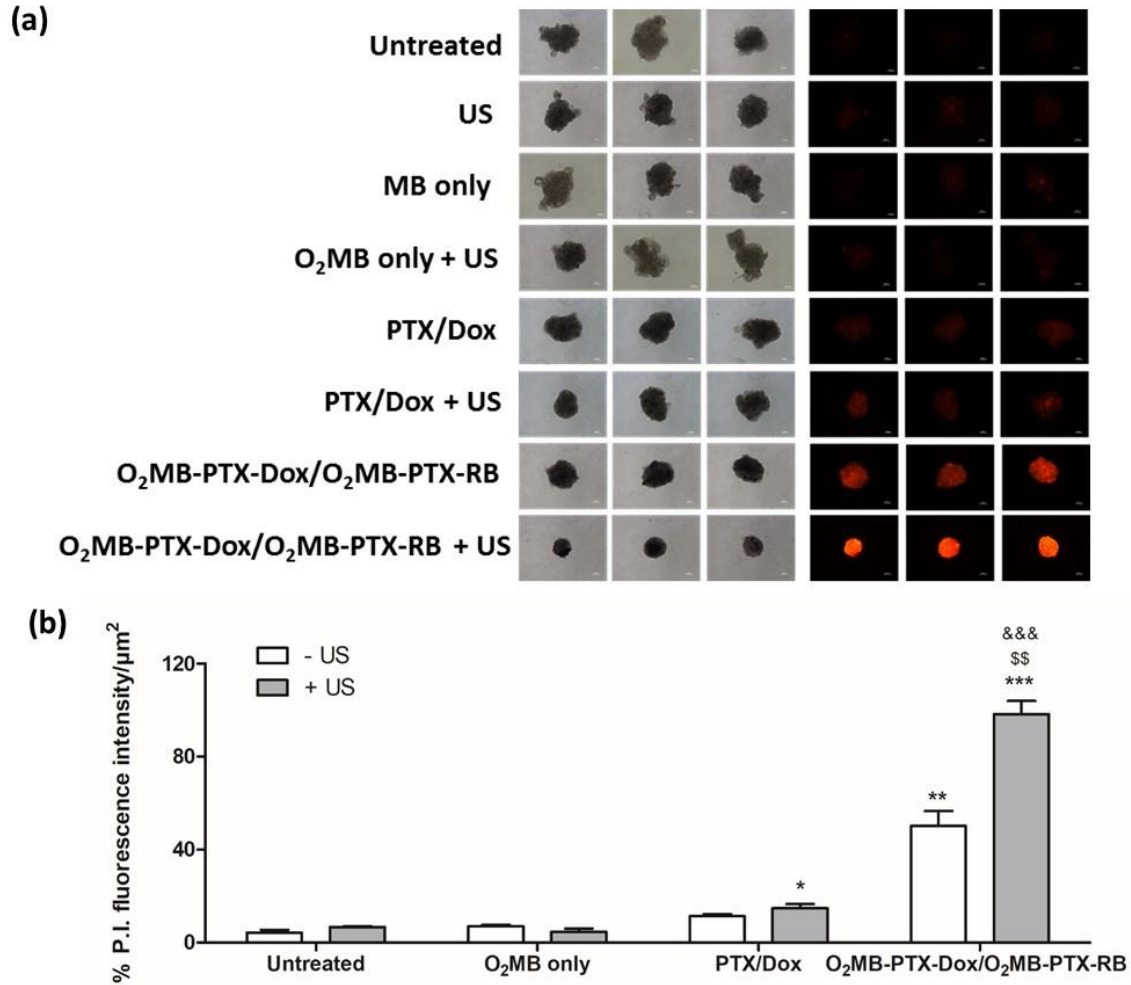 (a)
Untreated
US
MB only
O₂MB only + US
PTX/Dox
PTX/Dox + US
O₂MB-PTX-Dox/O₂MB-PTX-RB
O₂MB-PTX-Dox/O₂MB-PTX-RB + US
(b)
% P.I. fluorescence intensity/µm²
- US
+ US
120
80
40
0
*
**
&&&
$$
***
Untreated
O₂MB only
PTX/Dox
O₂MB-PTX-Dox/O₂MB-PTX-RB